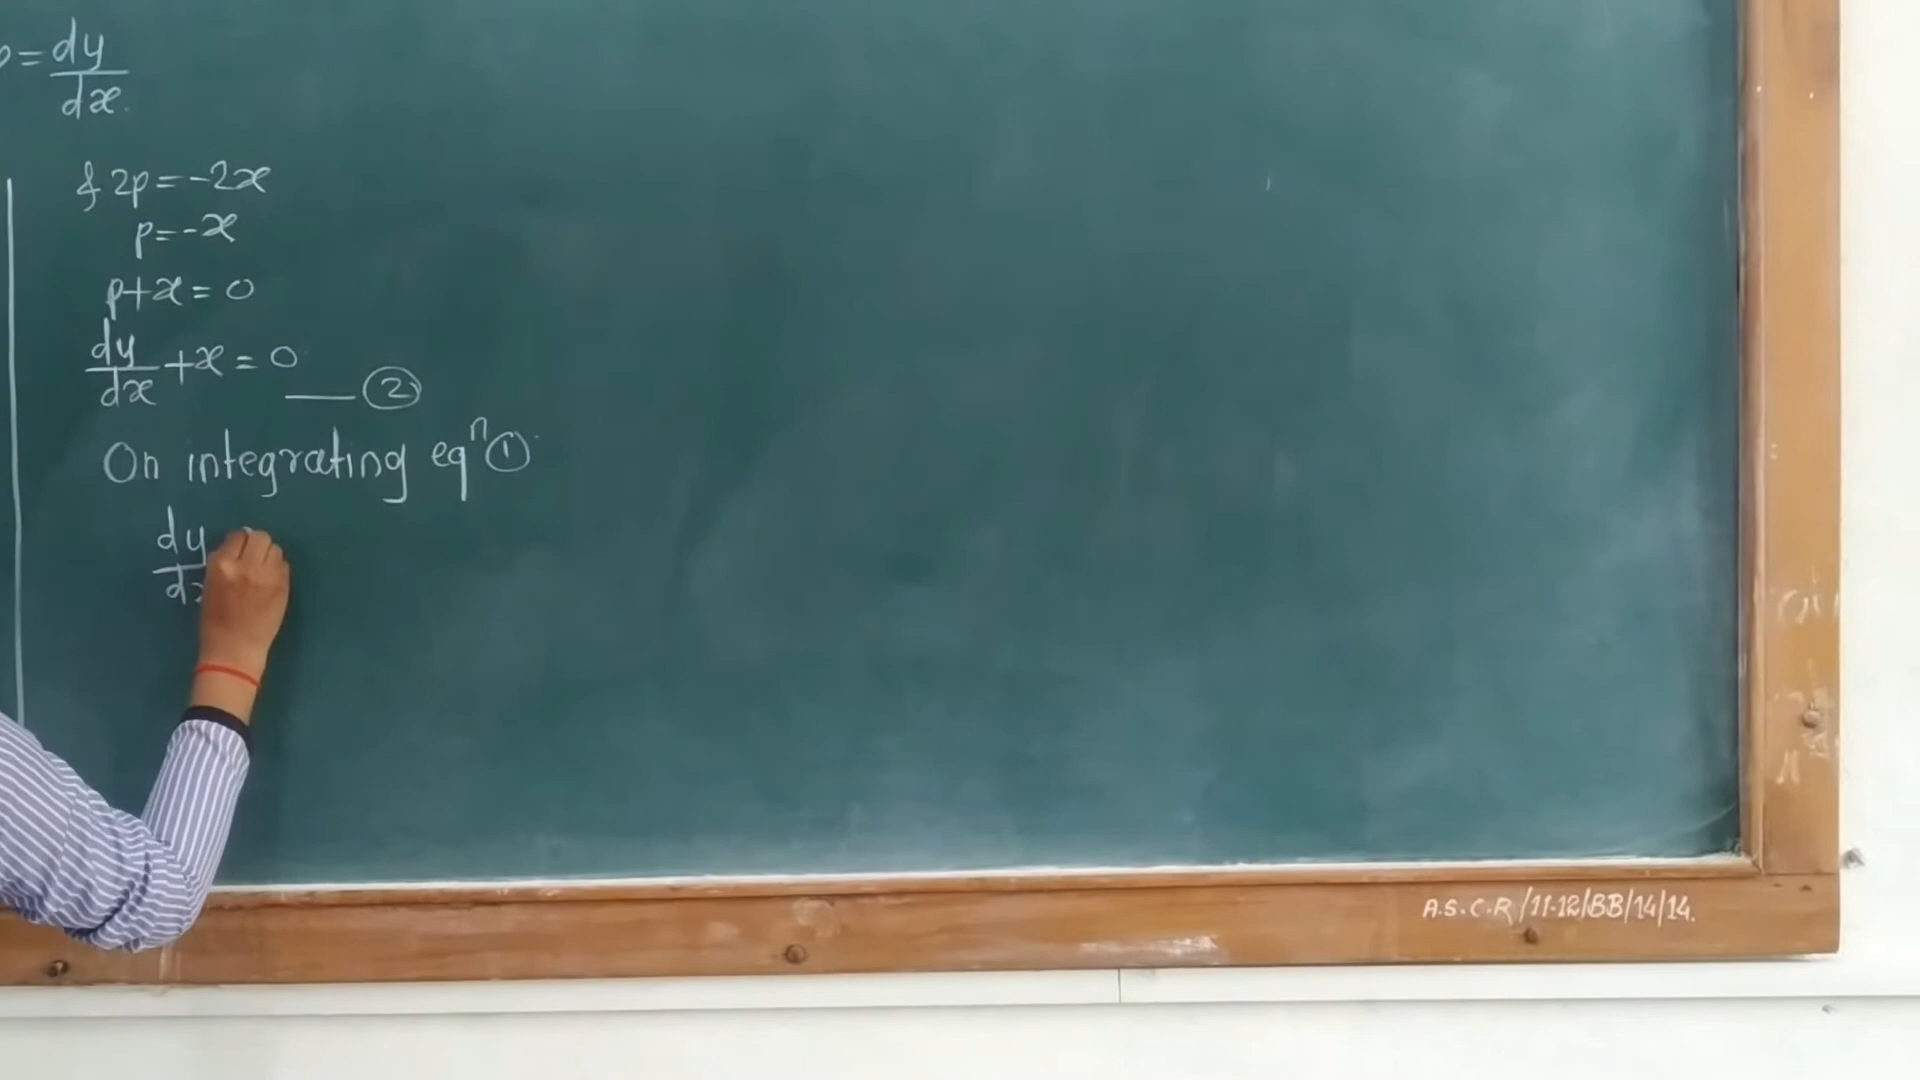 p = dy/dx.
& 2p = -2x
p = -x
p + x = 0
dy/dx + x = 0 — ②
On integrating eqⁿ ①
dy/dx
A.S.C.R/11-12/BB/14/14.